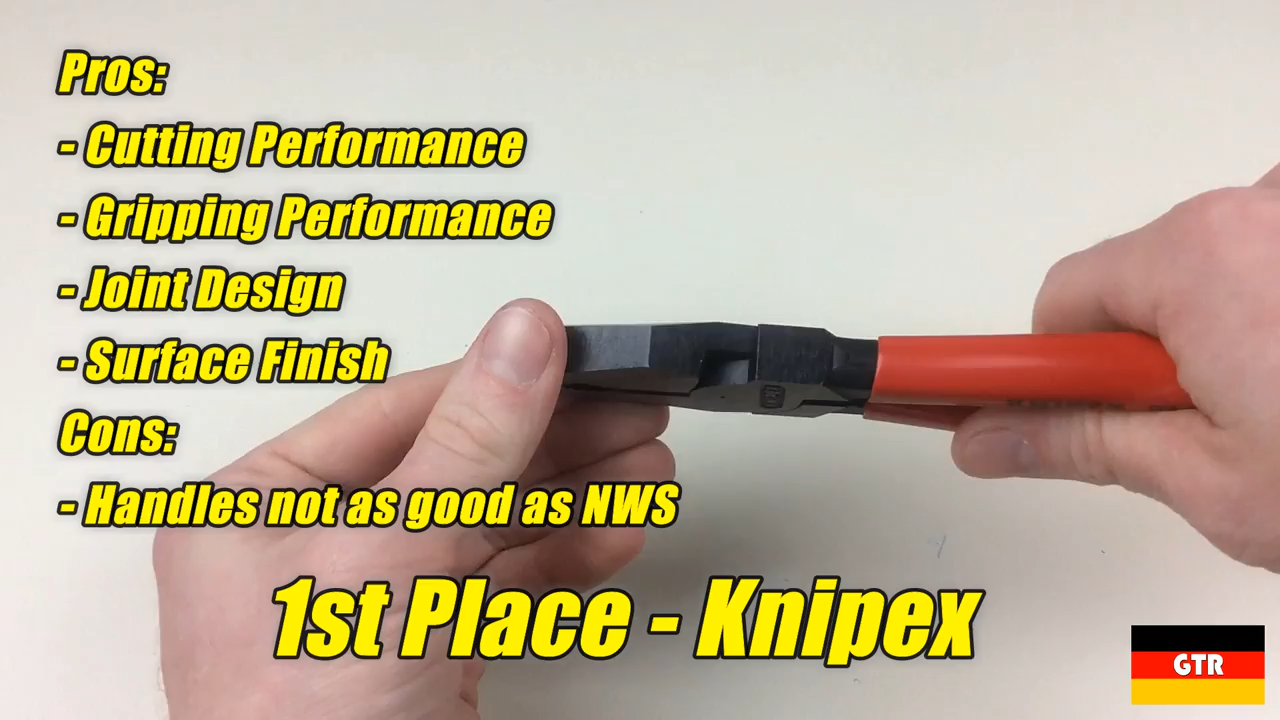 Pros:
- Cutting Performance
- Gripping Performance
- Joint Design
- Surface Finish
Cons:
- Handles not as good as NWS
1st Place - Knipex
GTR